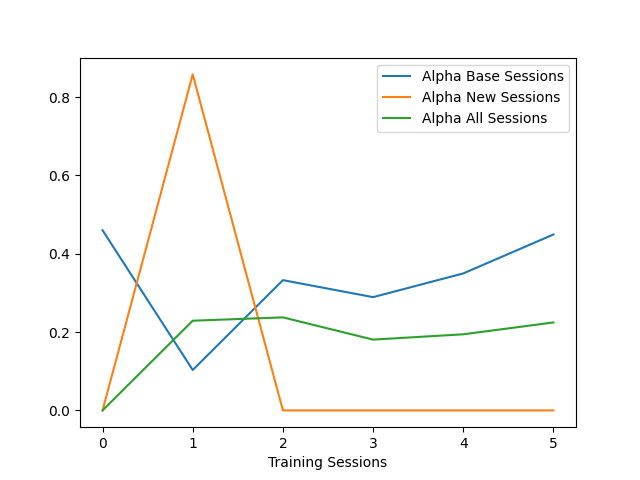 Alpha Base Sessions
Alpha New Sessions
Alpha All Sessions
0.8
0.6
0.4
0.2
0.0
0 1 2 3 4 5
Training Sessions